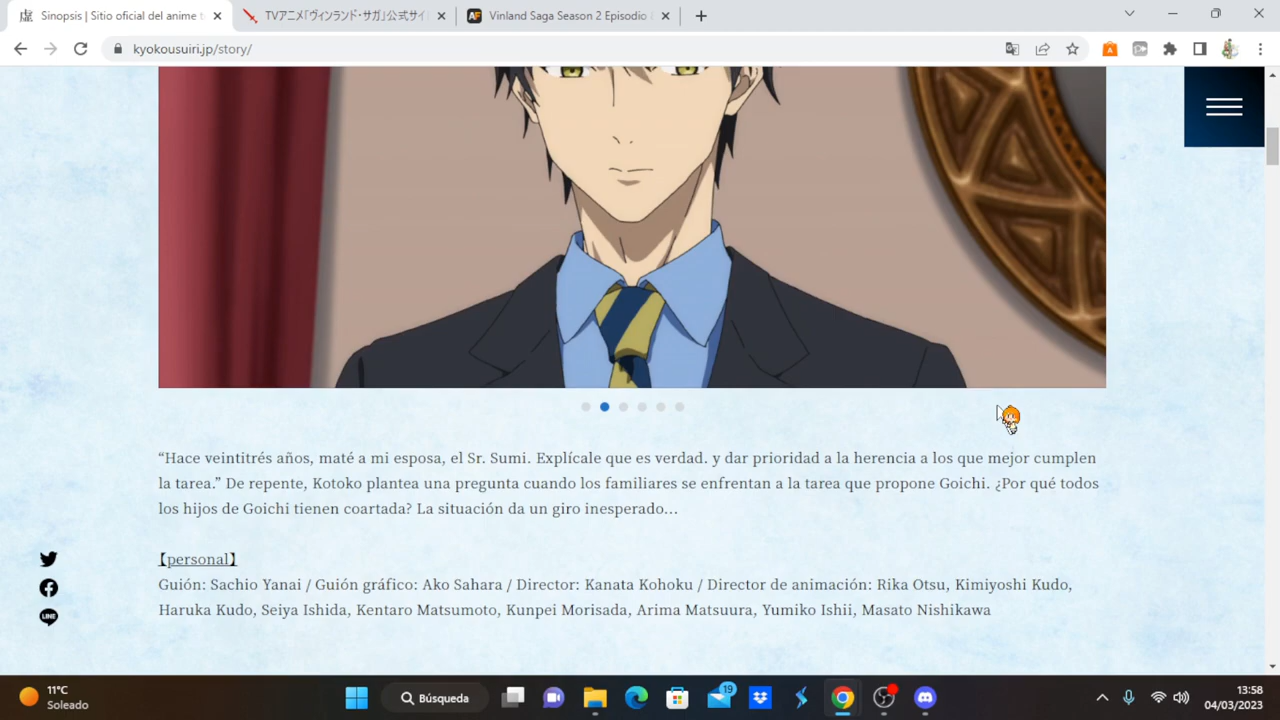 虚 Sinopsis | Sitio oficial del anime t
TVアニメ「ヴィンランド・サガ」公式サイ
AF Vinland Saga Season 2 Episodio
kyokousuiri.jp/story/
“Hace veintitrés años, maté a mi esposa, el Sr. Sumi. Explícale que es verdad. y dar prioridad a la herencia a los que mejor cumplen
la tarea.” De repente, Kotoko plantea una pregunta cuando los familiares se enfrentan a la tarea que propone Goichi. ¿Por qué todos
los hijos de Goichi tienen coartada? La situación da un giro inesperado...
【personal】
Guión: Sachio Yanai / Guión gráfico: Ako Sahara / Director: Kanata Kohoku / Director de animación: Rika Otsu, Kimiyoshi Kudo,
Haruka Kudo, Seiya Ishida, Kentaro Matsumoo, Kunpei Morisada, Arima Matsuura, Yumiko Ishii, Masato Nishikawa
LINE
11°C
Soleado
Búsqueda
19
13:58
04/03/2023